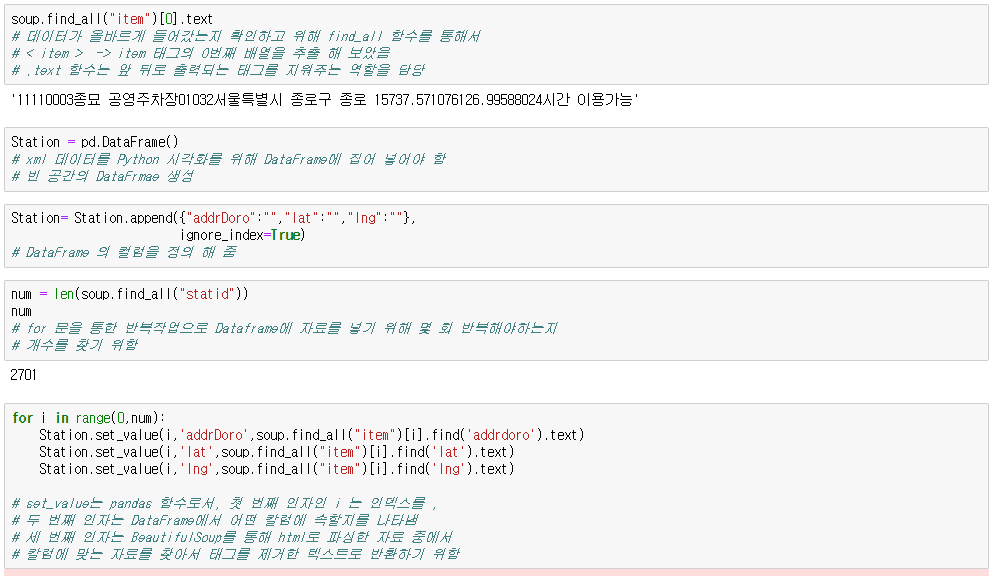 soup.find_all("item")[0].text
# 데이터가 올바르게 들어갔는지 확인하고 위해 find_all 함수를 통해서
# < item >  -> item 태그의 0번째 배열을 추출 해 보았음
# .text 함수는 앞 뒤로 출력되는 태그를 지워주는 역할을 담당
'11110003종묘 공영주차장01032서울특별시 종로구 종로 15737.571076126.99588024시간 이용가능'
Station = pd.DataFrame()
# xml 데이터를 Python 시각화를 위해 DataFrame에 집어 넣어야 함
# 빈 공간의 DataFrmae 생성
Station= Station.append({"addrDoro":"","lat":"","lng":""},
ignore_index=True)
# DataFrame 의 컬럼을 정의 해 줌
num = len(soup.find_all("statid"))
num
# for 문을 통한 반복작업으로 Dataframe에 자료를 넣기 위해 몇 회 반복해야하는지
# 개수를 찾기 위함
2701
for i in range(0,num):
    Station.set_value(i,'addrDoro',soup.find_all("item")[i].find('addrdoro').text)
    Station.set_value(i,'lat',soup.find_all("item")[i].find('lat').text)
    Station.set_value(i,'lng',soup.find_all("item")[i].find('lng').text)
# set_value는 pandas 함수로서, 첫 번째 인자인 i 는 인덱스를 ,
# 두 번째 인자는 DataFrame에서 어떤 칼럼에 속할지를 나타냄
# 세 번째 인자는 BeautifulSoup를 통해 html로 파싱한 자료 중에서
# 칼럼에 맞는 자료를 찾아서 태그를 제거한 텍스트로 반환하기 위함